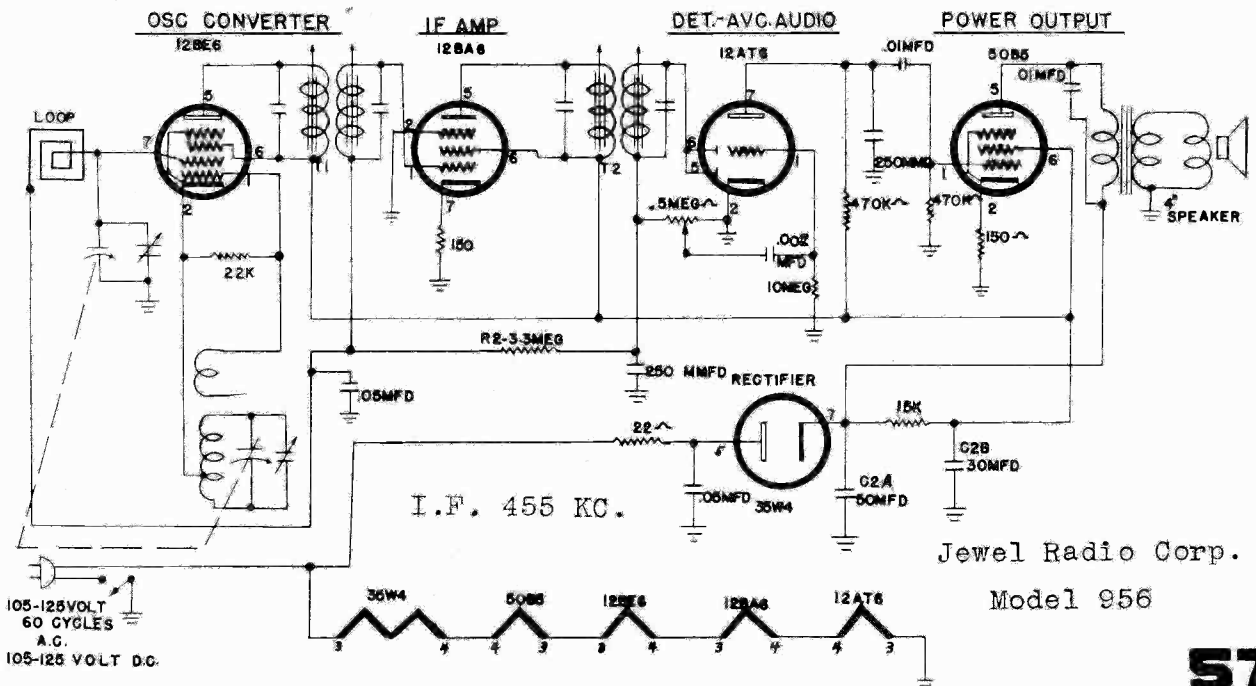 OSC CONVERTER
12BE6
IF AMP
12BA6
DET.-AVC.AUDIO
12AT6
POWER OUTPUT
50B5
.01MFD
.01MFD
LOOP
5
7
6
1
2
T1
5
2
6
1
7
T2
7
6
5
1
2
5
1
6
2
250MMD
.5MEG
470K
470K
150
150
4"
SPEAKER
22K
.002
MFD
10MEG
R2-3.3MEG
.05MFD
250 MMFD
RECTIFIER
7
15K
22
5
C2B
30MFD
.05MFD
35W4
C2A
50MFD
I.F. 455 KC.
Jewel Radio Corp.
Model 956
105-125VOLT
60 CYCLES
A.C.
105-125 VOLT D.C.
35W4
50B5
12BE6
12BA6
12AT6
3
4
4
3
3
4
3
4
4
3
57